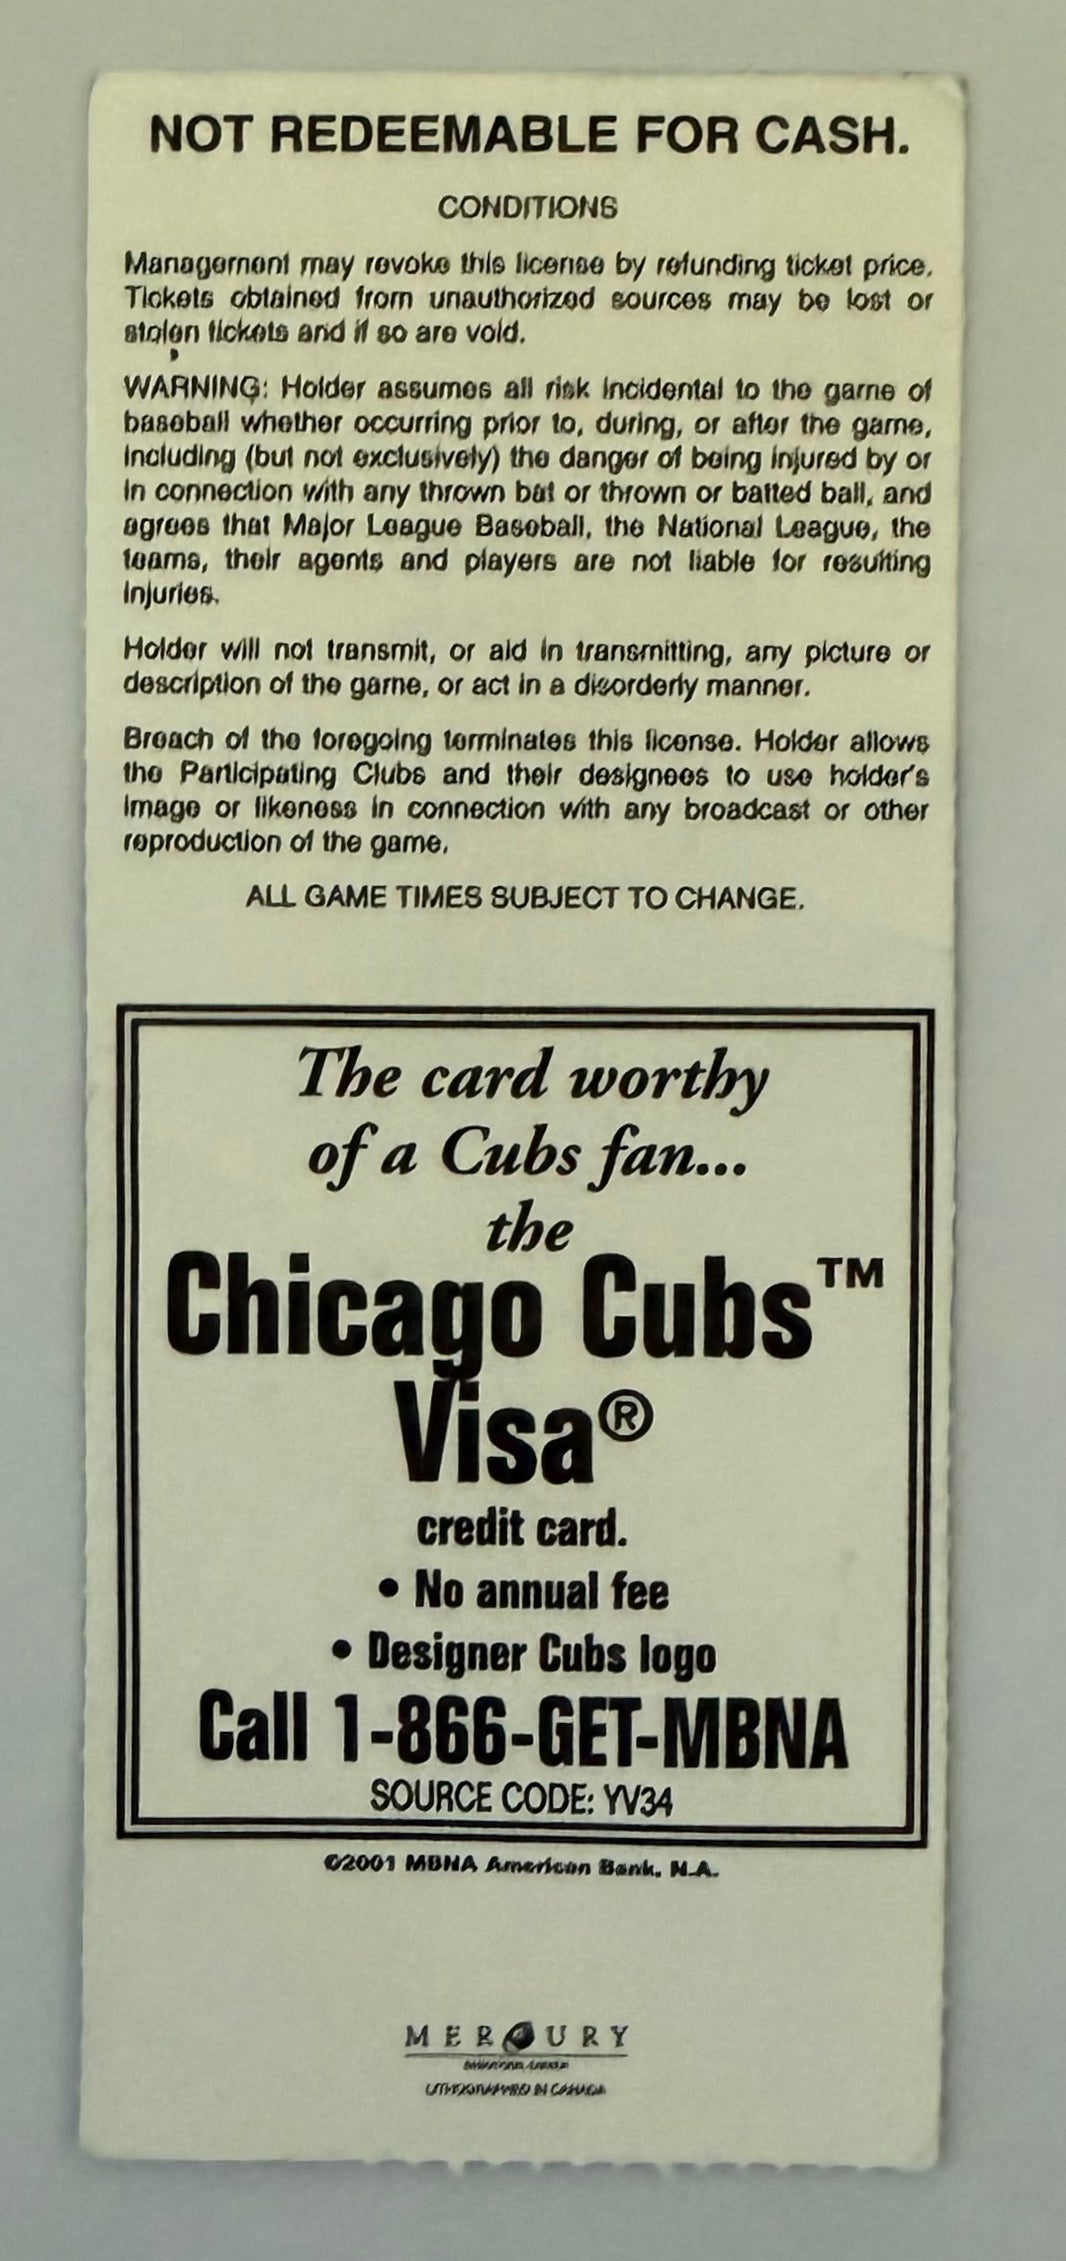 NOT REDEEMABLE FOR CASH.
CONDITIONS
Management may revoke this license by refunding ticket price.
Tickets obtained from unauthorized sources may be lost or
stolen tickets and if so are void.
WARNING: Holder assumes all risk incidental to the game of
baseball whether occurring prior to, during, or after the game,
including (but not exclusively) the danger of being injured by or
in connection with any thrown bat or thrown or batted ball, and
agrees that Major League Baseball, the National League, the
teams, their agents and players are not liable for resulting
injuries.
Holder will not transmit, or aid in transmitting, any picture or
description of the game, or act in a disorderly manner.
Breach of the foregoing terminates this license. Holder allows
the Participating Clubs and their designees to use holder's
image or likeness in connection with any broadcast or other
reproduction of the game.
ALL GAME TIMES SUBJECT TO CHANGE.
The card worthy
of a Cubs fan...
the
Chicago Cubs™
Visa®
credit card.
• No annual fee
• Designer Cubs logo
Call 1-866-GET-MBNA
SOURCE CODE: YV34
©2001 MBNA American Bank, N.A.
MERCURY
LITHOGRAPHED IN CANADA